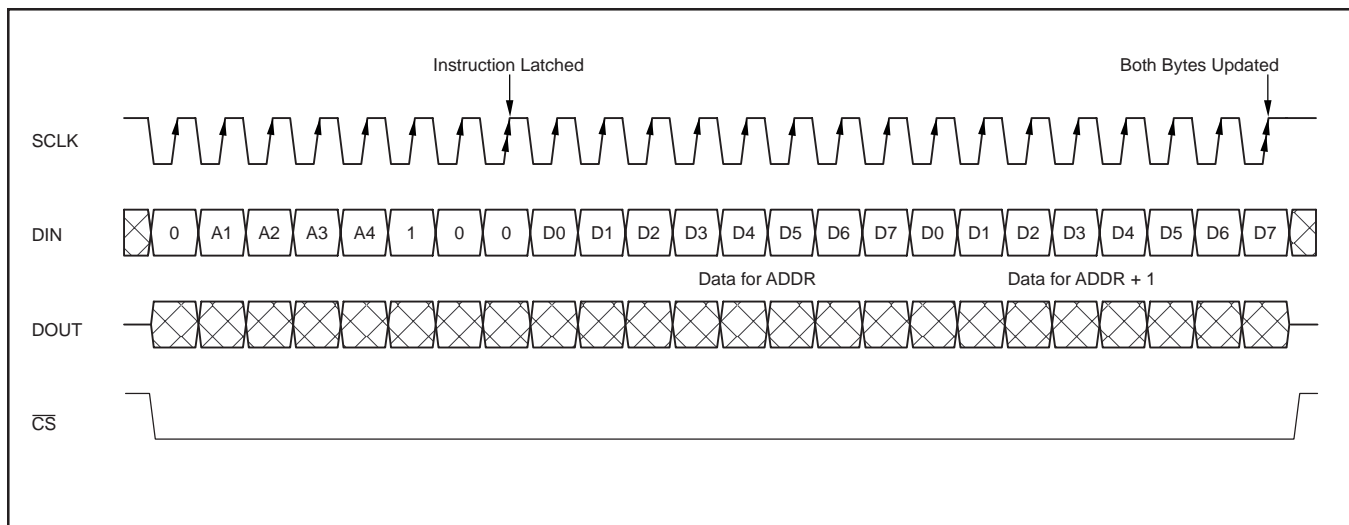 Instruction Latched Both Bytes Updated
SCLK
DIN 0 A1 A2 A3 A4 1 0 0 D0 D1 D2 D3 D4 D5 D6 D7 D0 D1 D2 D3 D4 D5 D6 D7
Data for ADDR Data for ADDR + 1
DOUT
C̅S̅